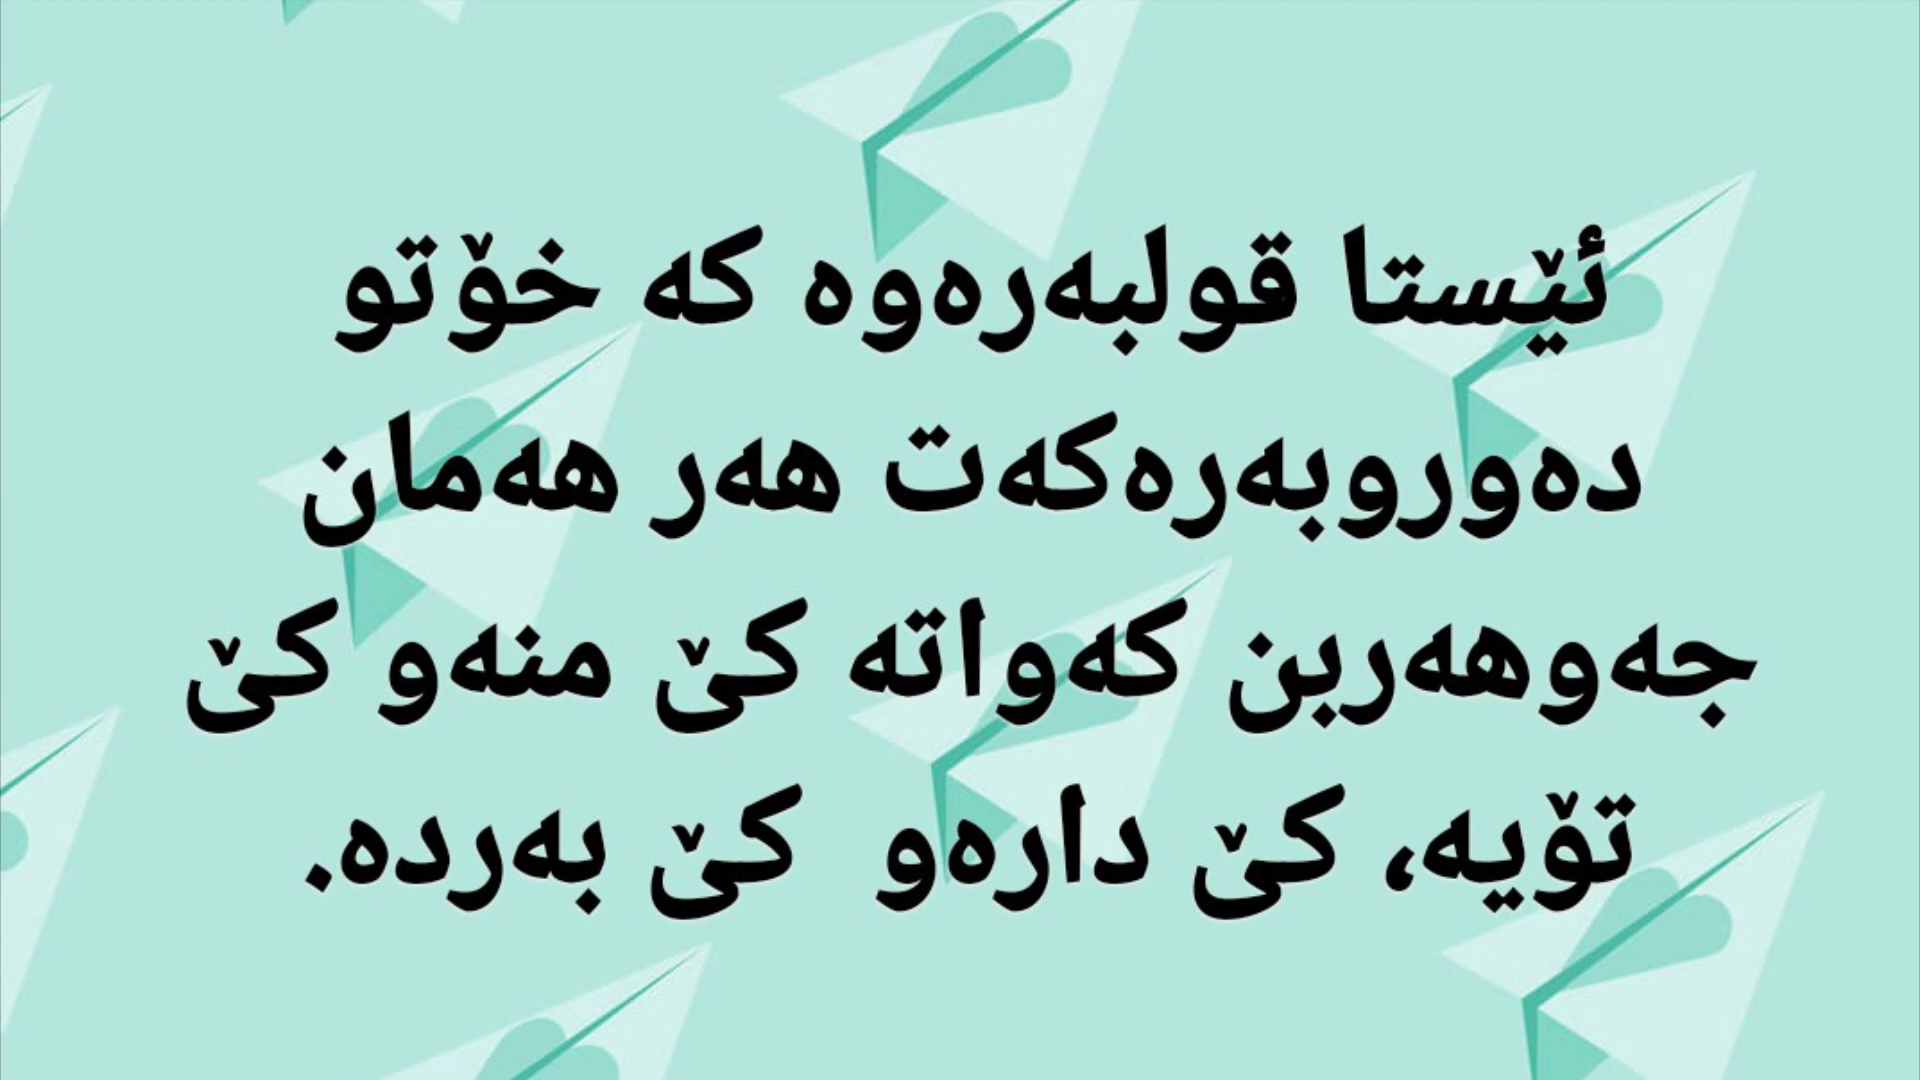 ئێستا قولبەرەوە کە خۆتو
دەوروبەرەکەت هەر هەمان
جەوهەربن کەواتە کێ منەو کێ
تۆیە، کێ دارەو کێ بەردە.